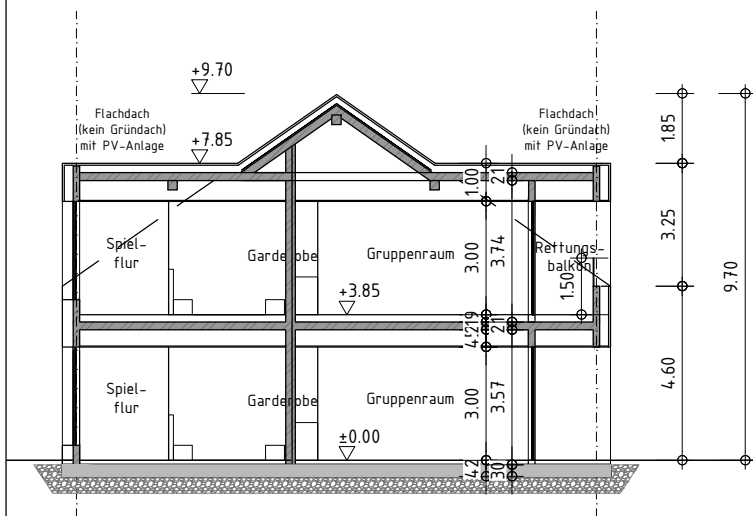 +9.70
Flachdach
(kein Gründach)
mit PV-Anlage
+7.85
Flachdach
(kein Gründach)
mit PV-Anlage
1.85
1.00
21
Spiel-
flur
Garderobe
Gruppenraum
3.00
3.74
Rettungs-
balkon
1.50
3.25
9.70
+3.85
21
4.60
Spiel-
flur
Garderobe
Gruppenraum
3.00
3.57
±0.00
42
30